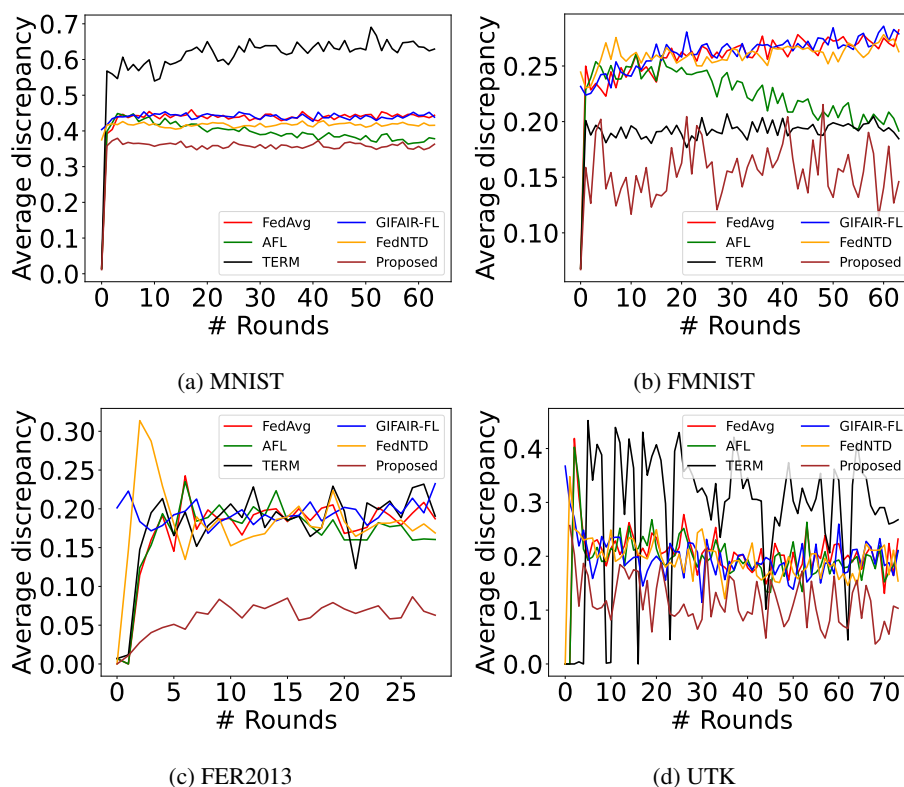 0.7
0.6
0.5
0.4
0.3
0.2
0.1
0.0
Average discrepancy
FedAvg GIFAIR-FL
AFL FedNTD
TERM Proposed
0 10 20 30 40 50 60
# Rounds
(a) MNIST
0.25
0.20
0.15
0.10
Average discrepancy
FedAvg GIFAIR-FL
AFL FedNTD
TERM Proposed
0 10 20 30 40 50 60
# Rounds
(b) FMNIST
0.30
0.25
0.20
0.15
0.10
0.05
0.00
Average discrepancy
FedAvg GIFAIR-FL
AFL FedNTD
TERM Proposed
0 5 10 15 20 25
# Rounds
(c) FER2013
0.4
0.3
0.2
0.1
0.0
Average discrepancy
FedAvg GIFAIR-FL
AFL FedNTD
TERM Proposed
0 10 20 30 40 50 60 70
# Rounds
(d) UTK